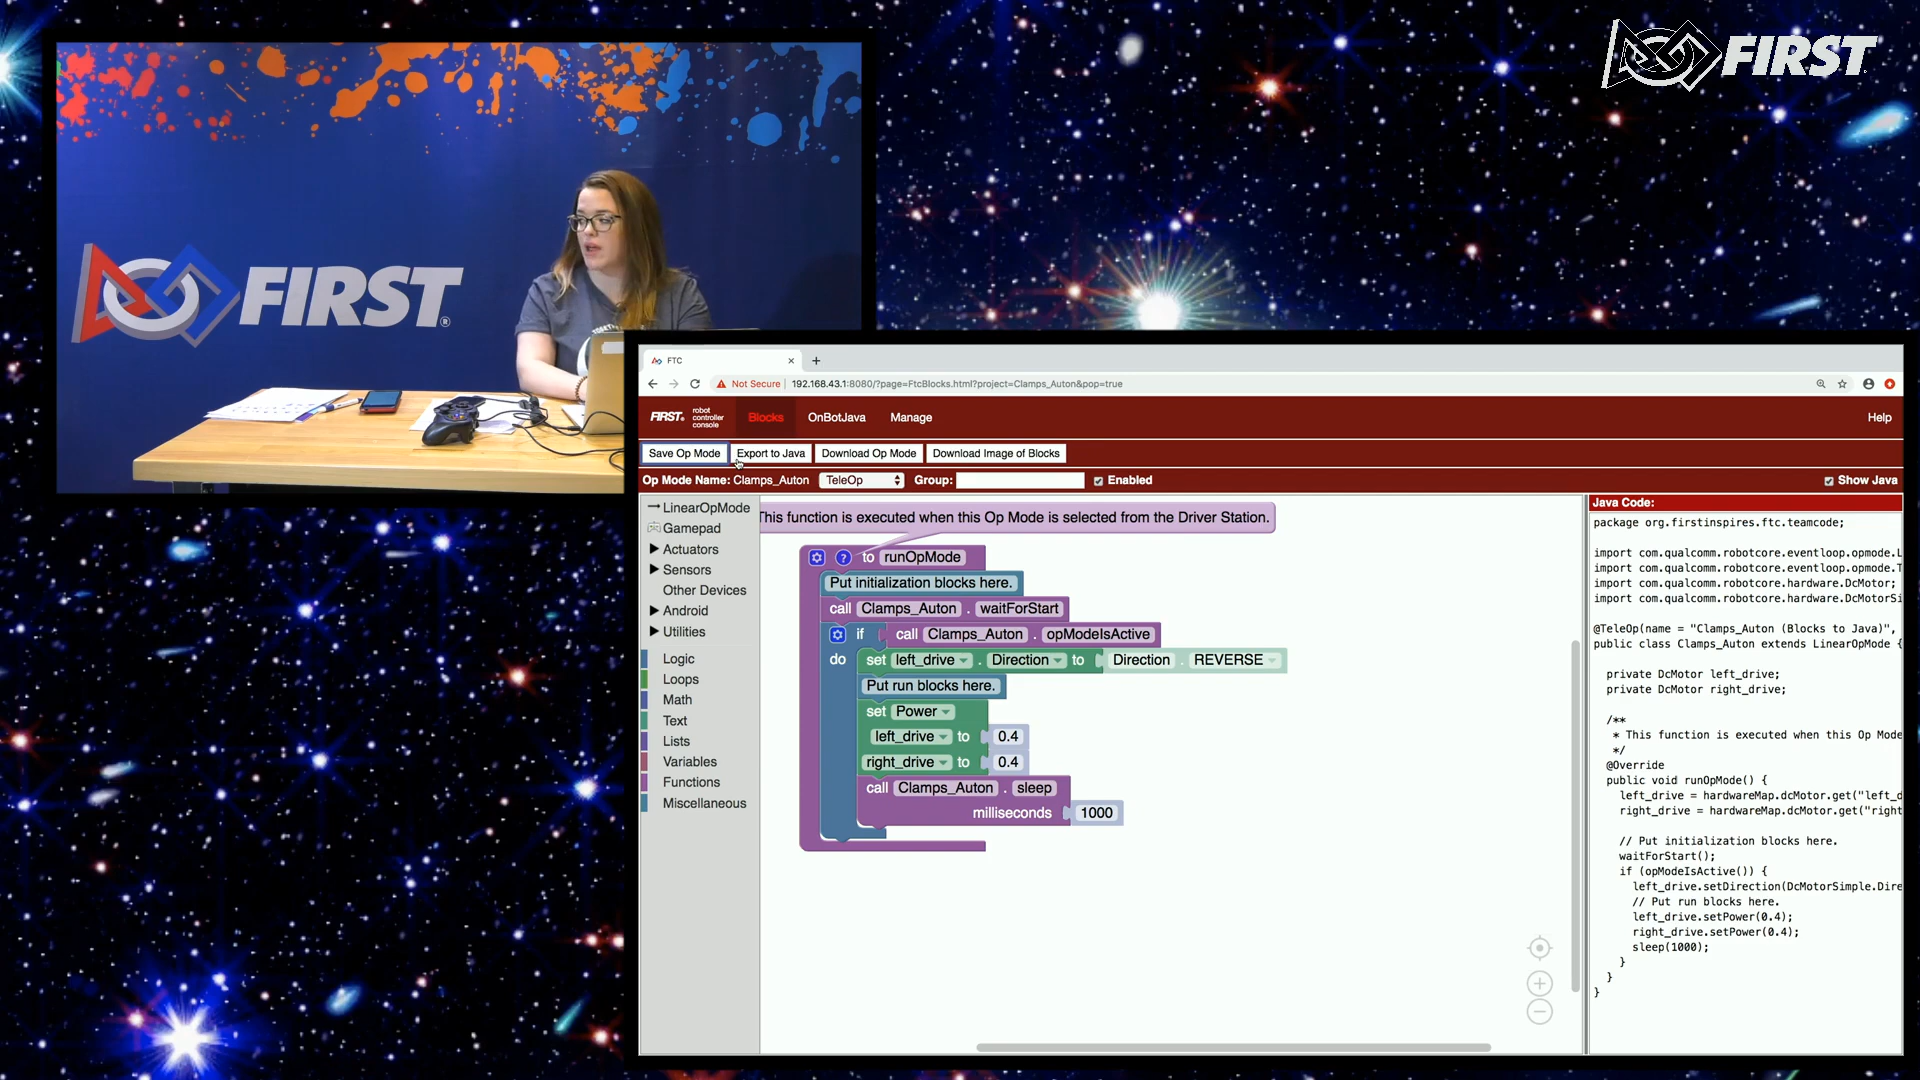 FIRST
FIRST®
TOGETHER
FTC
Not Secure
192.168.43.1:8080/?page=FtcBlocks.html?project=Clamps_Auton&pop=true
FIRST® robot controller console
Blocks
OnBotJava
Manage
Help
Save Op Mode
Export to Java
Download Op Mode
Download Image of Blocks
Op Mode Name: Clamps_Auton
TeleOp
Group:
Enabled
Show Java
LinearOpMode
Gamepad
Actuators
Sensors
Other Devices
Android
Utilities
Logic
Loops
Math
Text
Lists
Variables
Functions
Miscellaneous
This function is executed when this Op Mode is selected from the Driver Station.
? to runOpMode
Put initialization blocks here.
call Clamps_Auton . waitForStart
if call Clamps_Auton . opModeIsActive
do set left_drive . Direction to Direction . REVERSE
Put run blocks here.
set Power
left_drive to 0.4
right_drive to 0.4
call Clamps_Auton . sleep
milliseconds 1000
Java Code:
package org.firstinspires.ftc.teamcode;
import com.qualcomm.robotcore.eventloop.opmode.L
import com.qualcomm.robotcore.eventloop.opmode.T
import com.qualcomm.robotcore.hardware.DcMotor;
import com.qualcomm.robotcore.hardware.DcMotorSi
@TeleOp(name = "Clamps_Auton (Blocks to Java)",
public class Clamps_Auton extends LinearOpMode {
private DcMotor left_drive;
private DcMotor right_drive;
/**
* This function is executed when this Op Mode
*/
@Override
public void runOpMode() {
left_drive = hardwareMap.dcMotor.get("left_d
right_drive = hardwareMap.dcMotor.get("right
// Put initialization blocks here.
waitForStart();
if (opModeIsActive()) {
left_drive.setDirection(DcMotorSimple.Dire
// Put run blocks here.
left_drive.setPower(0.4);
right_drive.setPower(0.4);
sleep(1000);
}
}
}